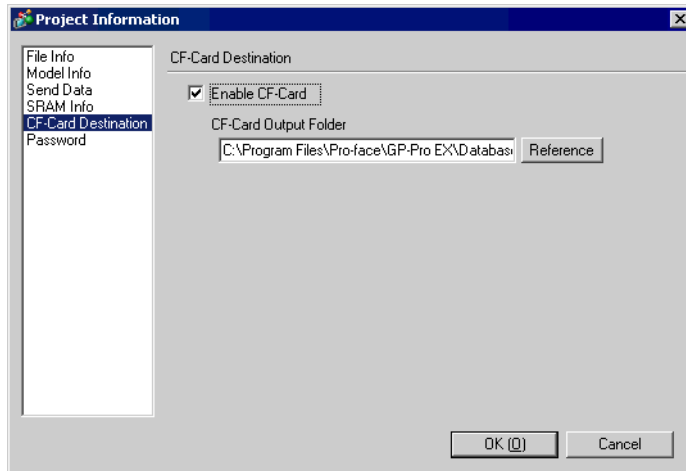 Project Information
File Info
Model Info
Send Data
SRAM Info
CF-Card Destination
Password
CF-Card Destination
Enable CF-Card
CF-Card Output Folder
C:\Program Files\Pro-face\GP-Pro EX\Databas
Reference
OK (O)
Cancel